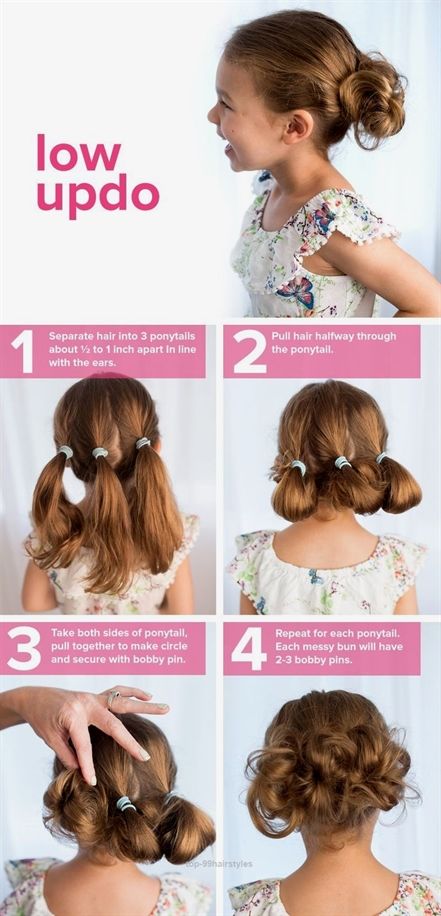 low
updo
1
Separate hair into 3 ponytails
about ½ to 1 inch apart In line
with the ears.
2
Pull hair halfway through
the ponytail.
3
Take both sides of ponytail,
pull together to make circle
and secure with bobby pin.
4
Repeat for each ponytail.
Each messy bun will have
2-3 bobby pins.
top-99hairstyles